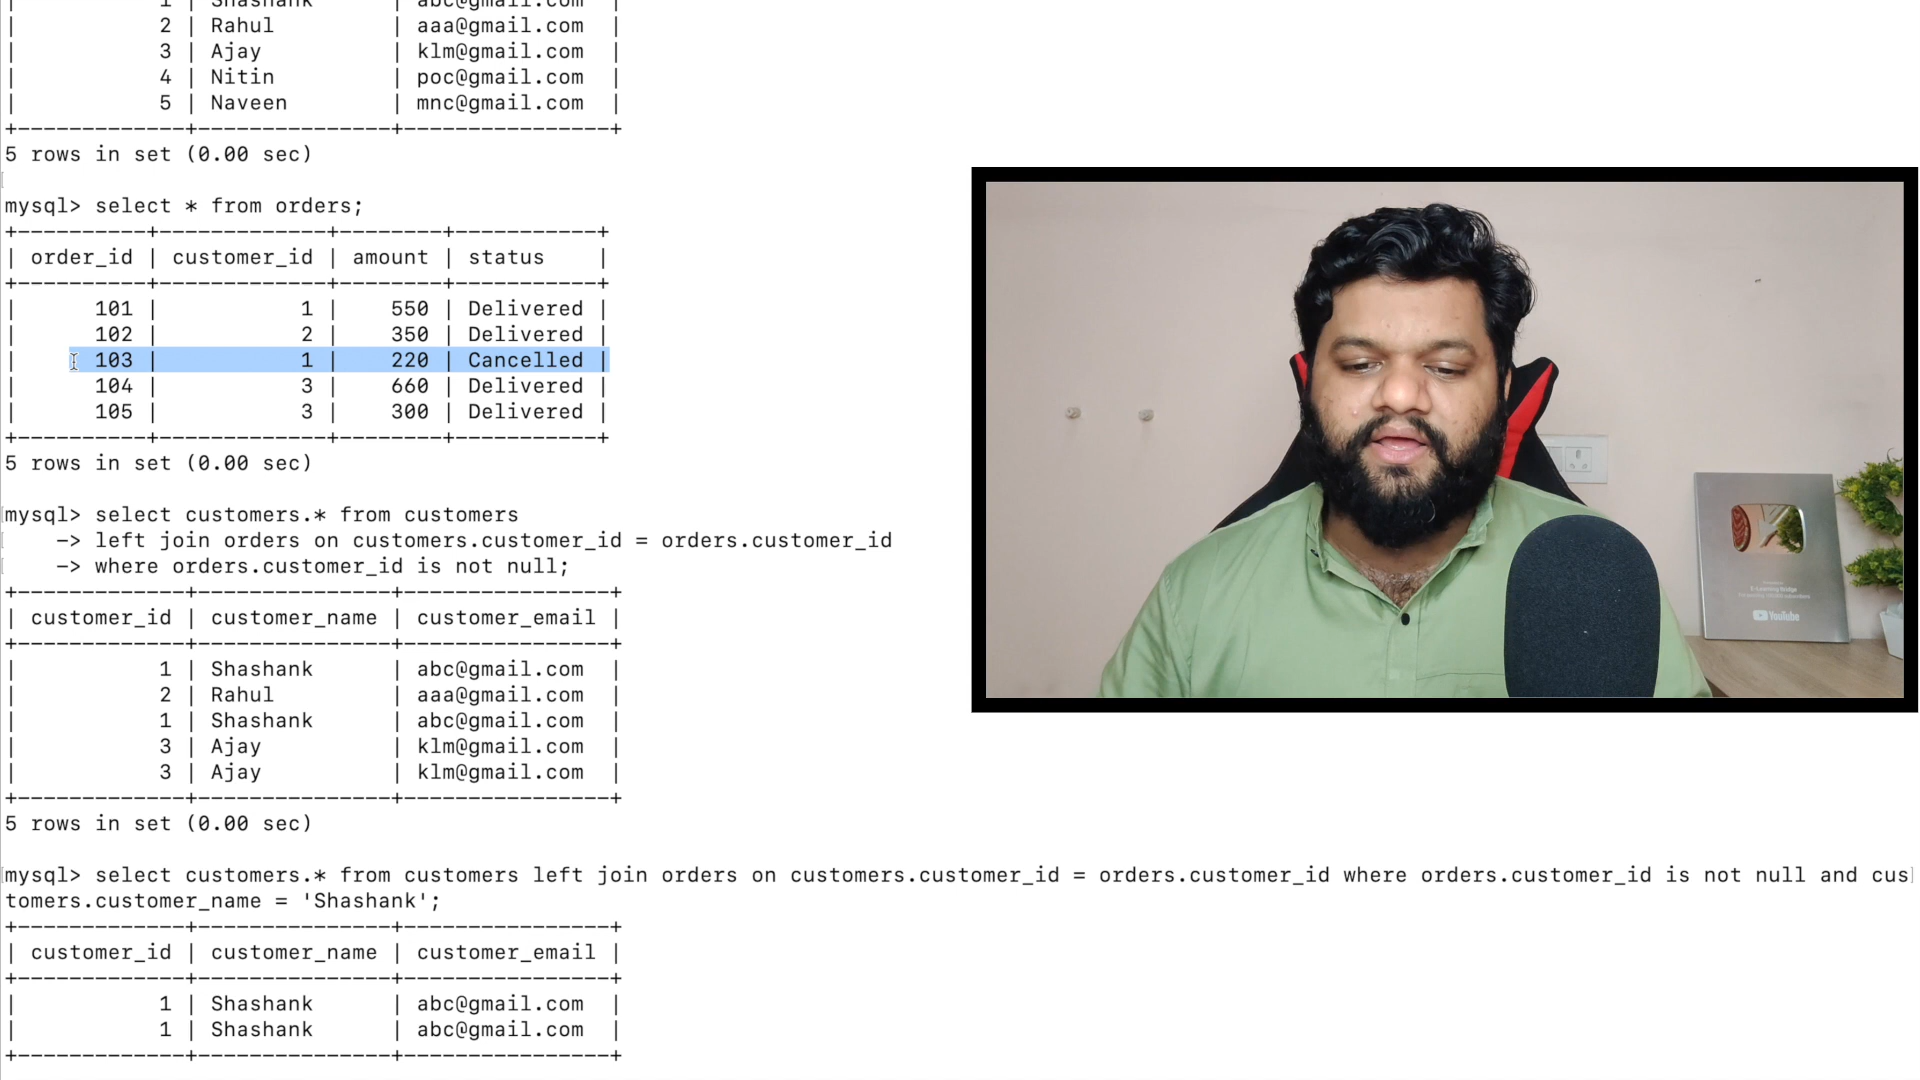 |           1 | Shashank      | abc@gmail.com  |
|           2 | Rahul         | aaa@gmail.com  |
|           3 | Ajay          | klm@gmail.com  |
|           4 | Nitin         | poc@gmail.com  |
|           5 | Naveen        | mnc@gmail.com  |
+-------------+---------------+----------------+
5 rows in set (0.00 sec)
mysql> select * from orders;
+----------+-------------+--------+-----------+
| order_id | customer_id | amount | status    |
+----------+-------------+--------+-----------+
|      101 |           1 |    550 | Delivered |
|      102 |           2 |    350 | Delivered |
|      103 |           1 |    220 | Cancelled |
|      104 |           3 |    660 | Delivered |
|      105 |           3 |    300 | Delivered |
+----------+-------------+--------+-----------+
5 rows in set (0.00 sec)
mysql> select customers.* from customers
    -> left join orders on customers.customer_id = orders.customer_id
    -> where orders.customer_id is not null;
+-------------+---------------+----------------+
| customer_id | customer_name | customer_email |
+-------------+---------------+----------------+
|           1 | Shashank      | abc@gmail.com  |
|           2 | Rahul         | aaa@gmail.com  |
|           1 | Shashank      | abc@gmail.com  |
|           3 | Ajay          | klm@gmail.com  |
|           3 | Ajay          | klm@gmail.com  |
+-------------+---------------+----------------+
5 rows in set (0.00 sec)
mysql> select customers.* from customers left join orders on customers.customer_id = orders.customer_id where orders.customer_id is not null and cus
tomers.customer_name = 'Shashank';
+-------------+---------------+----------------+
| customer_id | customer_name | customer_email |
+-------------+---------------+----------------+
|           1 | Shashank      | abc@gmail.com  |
|           1 | Shashank      | abc@gmail.com  |
+-------------+---------------+----------------+
E-Learning Bridge
YouTube